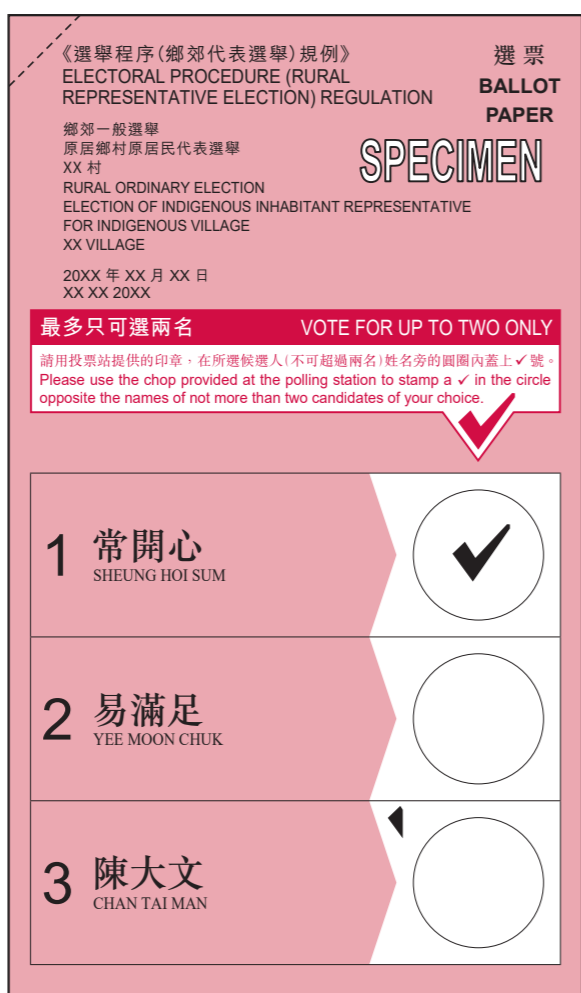 《選舉程序(鄉郊代表選舉)規例》
ELECTORAL PROCEDURE (RURAL
REPRESENTATIVE ELECTION) REGULATION
選票
BALLOT
PAPER
SPECIMEN
鄉郊一般選舉
原居鄉村原居民代表選舉
XX 村
RURAL ORDINARY ELECTION
ELECTION OF INDIGENOUS INHABITANT REPRESENTATIVE
FOR INDIGENOUS VILLAGE
XX VILLAGE
20XX 年 XX 月 XX 日
XX XX 20XX
最多只可選兩名 VOTE FOR UP TO TWO ONLY
請用投票站提供的印章，在所選候選人(不可超過兩名)姓名旁的圓圈內蓋上✓號。
Please use the chop provided at the polling station to stamp a ✓ in the circle
opposite the names of not more than two candidates of your choice.
1 常開心
SHEUNG HOI SUM
2 易滿足
YEE MOON CHUK
3 陳大文
CHAN TAI MAN